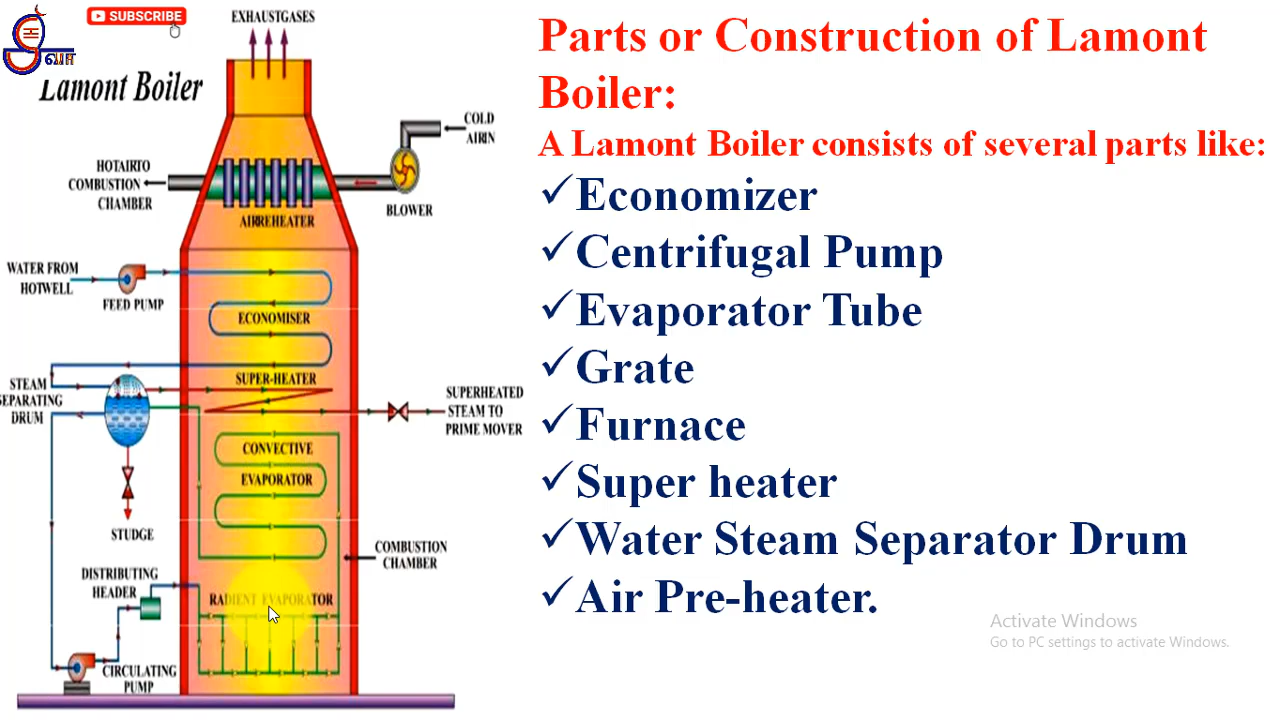 SUBSCRIBE
வா
Lamont Boiler
EXHAUSTGASES
COLD
AIRIN
HOTAIRTO
COMBUSTION
CHAMBER
BLOWER
AIRREHEATER
WATER FROM
HOTWELL
FEED PUMP
ECONOMISER
SUPER-HEATER
STEAM
SEPARATING
DRUM
SUPERHEATED
STEAM TO
PRIME MOVER
CONVECTIVE
EVAPORATOR
STUDGE
COMBUSTION
CHAMBER
DISTRIBUTING
HEADER
RADIENT EVAPORATOR
CIRCULATING
PUMP
Parts or Construction of Lamont
Boiler:
A Lamont Boiler consists of several parts like:
✓Economizer
✓Centrifugal Pump
✓Evaporator Tube
✓Grate
✓Furnace
✓Super heater
✓Water Steam Separator Drum
✓Air Pre-heater.
Activate Windows
Go to PC settings to activate Windows.